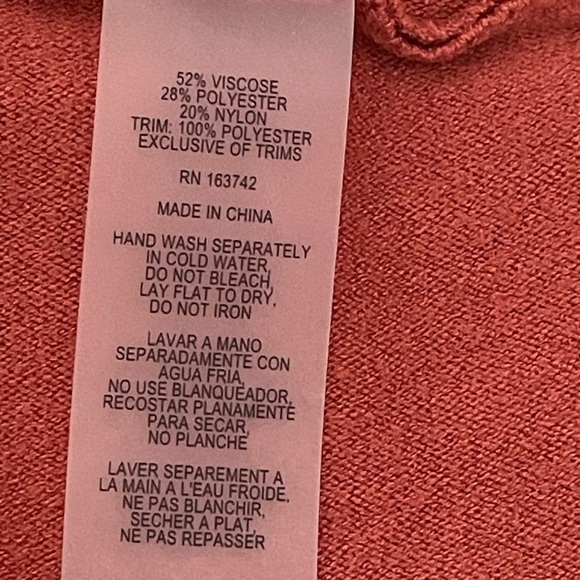 52% VISCOSE
28% POLYESTER
20% NYLON
TRIM: 100% POLYESTER
EXCLUSIVE OF TRIMS
RN 163742
MADE IN CHINA
HAND WASH SEPARATELY
IN COLD WATER,
DO NOT BLEACH,
LAY FLAT TO DRY,
DO NOT IRON
LAVAR A MANO
SEPARADAMENTE CON
AGUA FRIA,
NO USE BLANQUEADOR,
RECOSTAR PLANAMENTE
PARA SECAR,
NO PLANCHE
LAVER SEPAREMENT A
LA MAIN A L'EAU FROIDE,
NE PAS BLANCHIR,
SECHER A PLAT,
NE PAS REPASSER